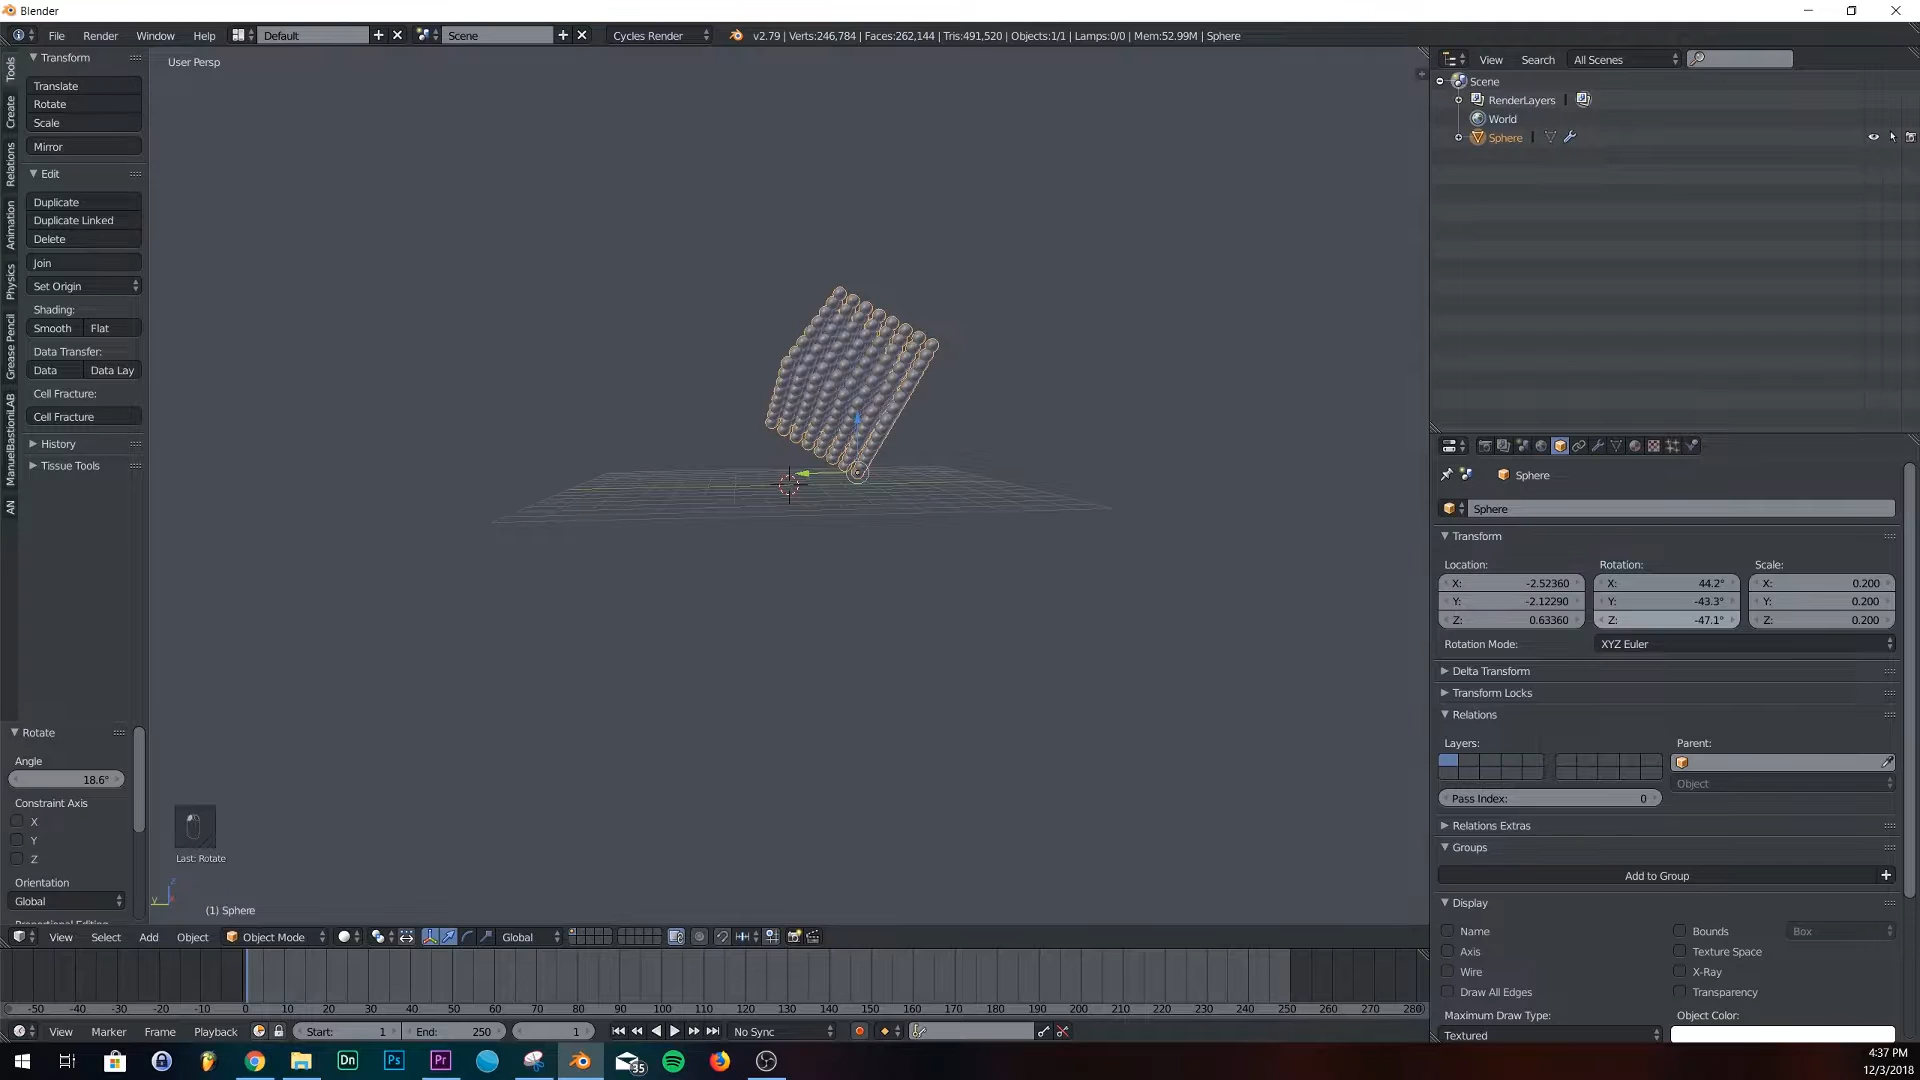 Blender
File Render Window Help Default Scene Cycles Render v2.79 | Verts:246,784 | Faces:262,144 | Tris:491,520 | Objects:1/1 | Lamps:0/0 | Mem:52.99M | Sphere
Tools
Create
Relations
Animation
Physics
Grease Pencil
ManuelBastioniLAB
AN
Transform
Translate
Rotate
Scale
Mirror
Edit
Duplicate
Duplicate Linked
Delete
Join
Set Origin
Shading:
Smooth Flat
Data Transfer:
Data Data Lay
Cell Fracture:
Cell Fracture
History
Tissue Tools
Rotate
Angle
18.6°
Constraint Axis
X
Y
Z
Orientation
Global
Proportional Editing
User Persp
Last: Rotate
z
y x
(1) Sphere
View Search All Scenes
Scene
RenderLayers |
World
Sphere |
Sphere
Sphere
Transform
Location: Rotation: Scale:
X: -2.52360 X: 44.2° X: 0.200
Y: -2.12290 Y: -43.3° Y: 0.200
Z: 0.63360 Z: -47.1° Z: 0.200
Rotation Mode: XYZ Euler
Delta Transform
Transform Locks
Relations
Layers: Parent:
Object
Pass Index: 0
Relations Extras
Groups
Add to Group
Display
Name Bounds Box
Axis Texture Space
Wire X-Ray
Draw All Edges Transparency
Maximum Draw Type: Object Color:
Textured
View Select Add Object Object Mode Global
-50 -40 -30 -20 -10 0 10 20 30 40 50 60 70 80 90 100 110 120 130 140 150 160 170 180 190 200 210 220 230 240 250 260 270 280
View Marker Frame Playback Start: 1 End: 250 1 No Sync
Dn Ps Pr 35
4:37 PM
12/3/2018